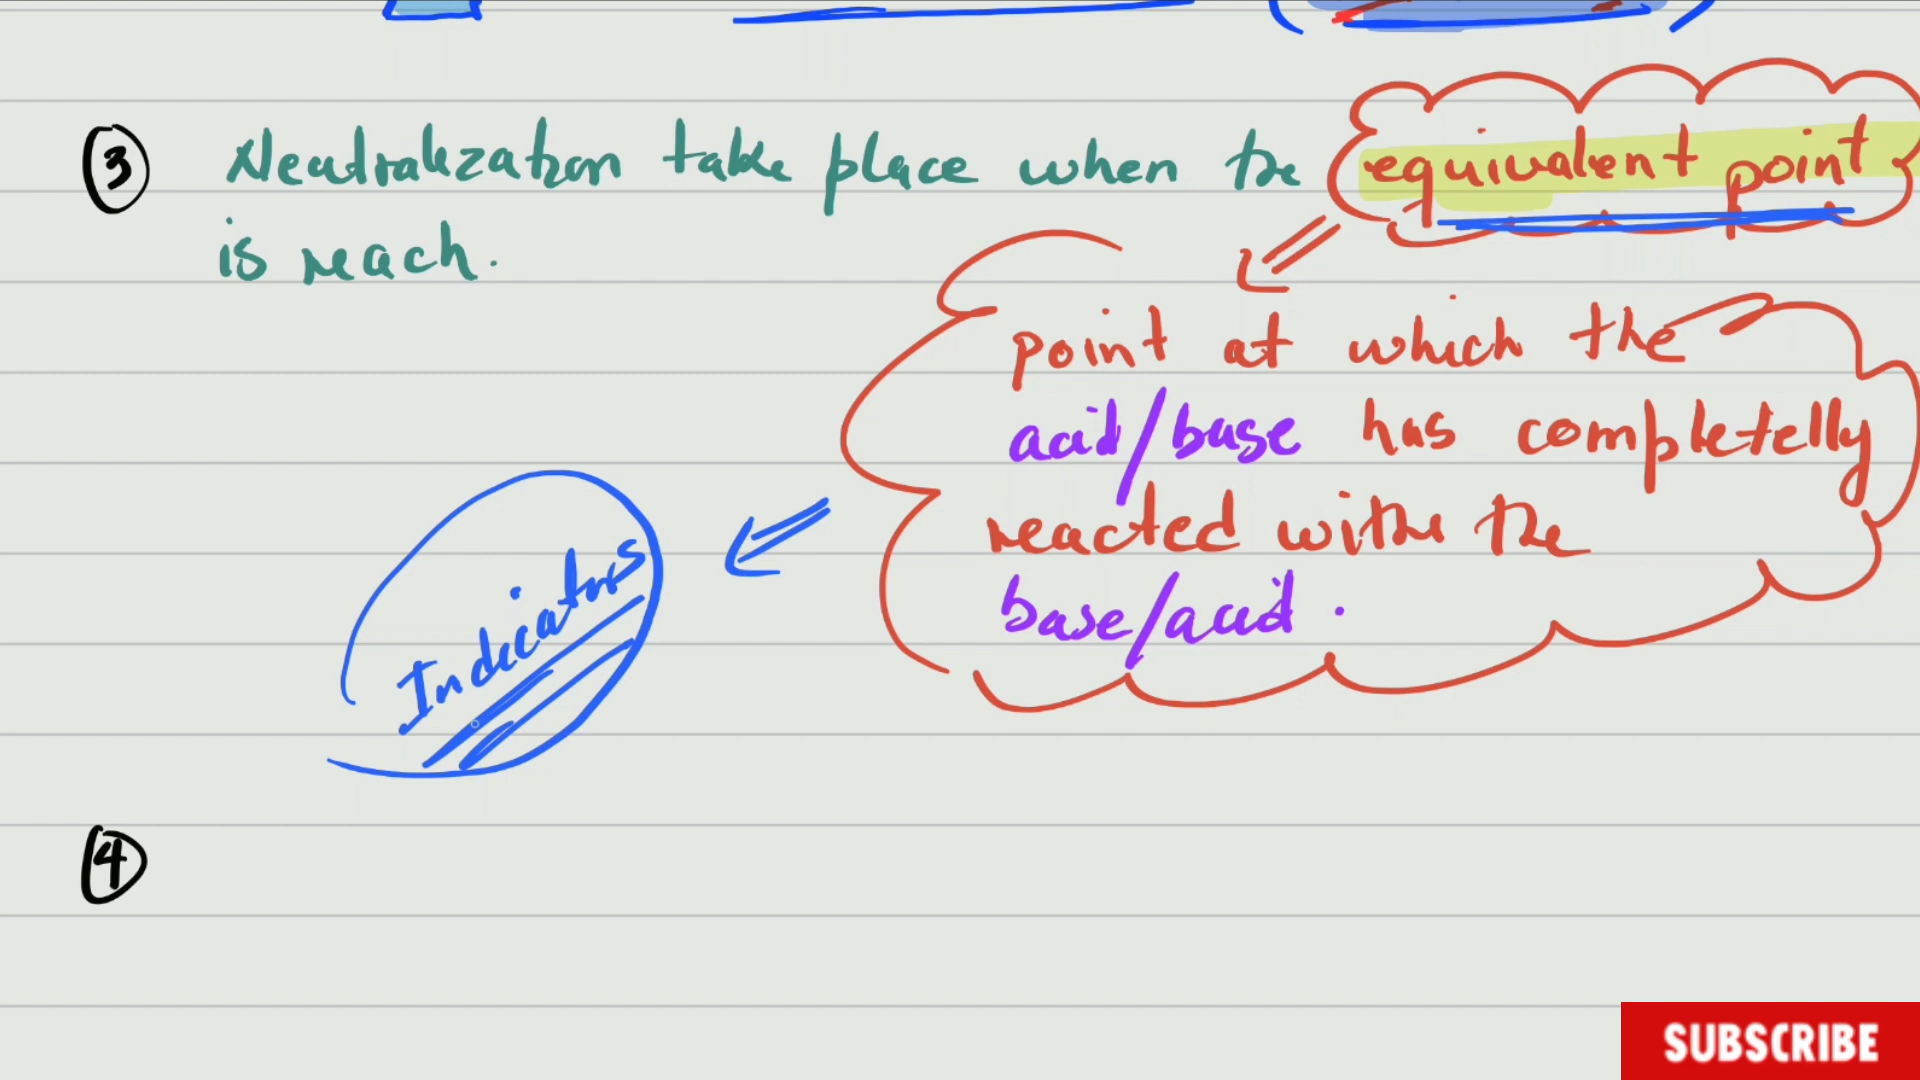 3 Neutralization take place when the equivalent point
is reach.
point at which the
acid/base has completelly
reacted withe the
base/acid.
Indicators
4
SUBSCRIBE